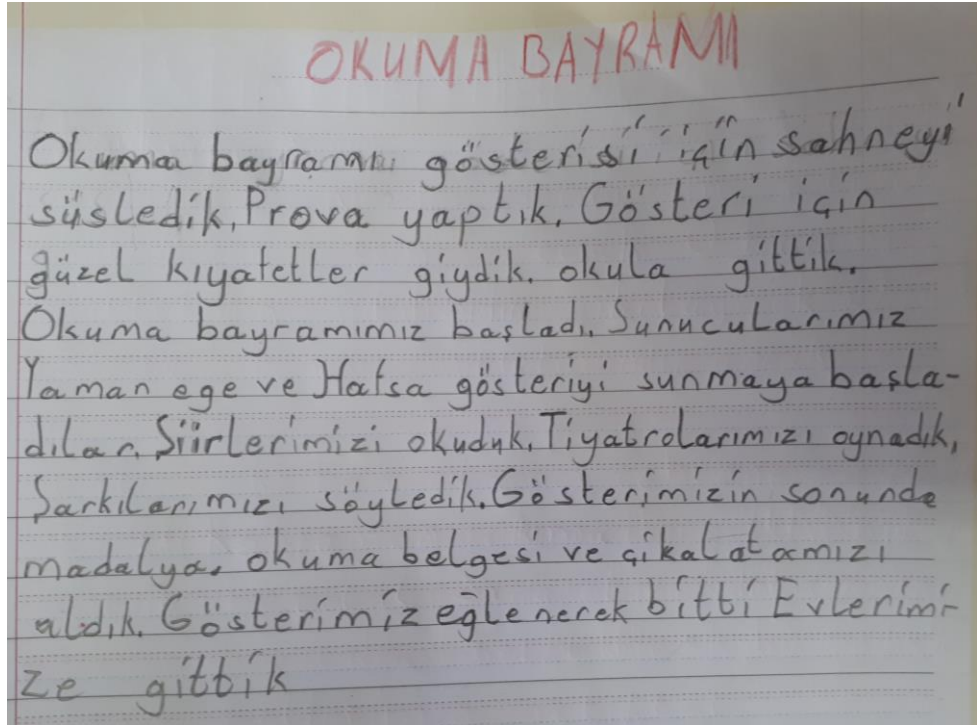 OKUMA BAYRAMI
Okuma bayramı gösterisi için sahneyi
süsledik. Prova yaptık. Gösteri için
güzel kıyafetler giydik. okula gittik.
Okuma bayramımız başladı. Sunucularımız
Yaman ege ve Hafsa gösteriyi sunmaya başla-
dılar. Şiirlerimizi okuduk. Tiyatrolarımızı oynadık,
Şarkılarımızı söyledik. Gösterimizin sonunda
madalya, okuma belgesi ve çikalatamızı
aldık. Gösterimiz eğlenerek bitti Evlerimi-
ze gittik